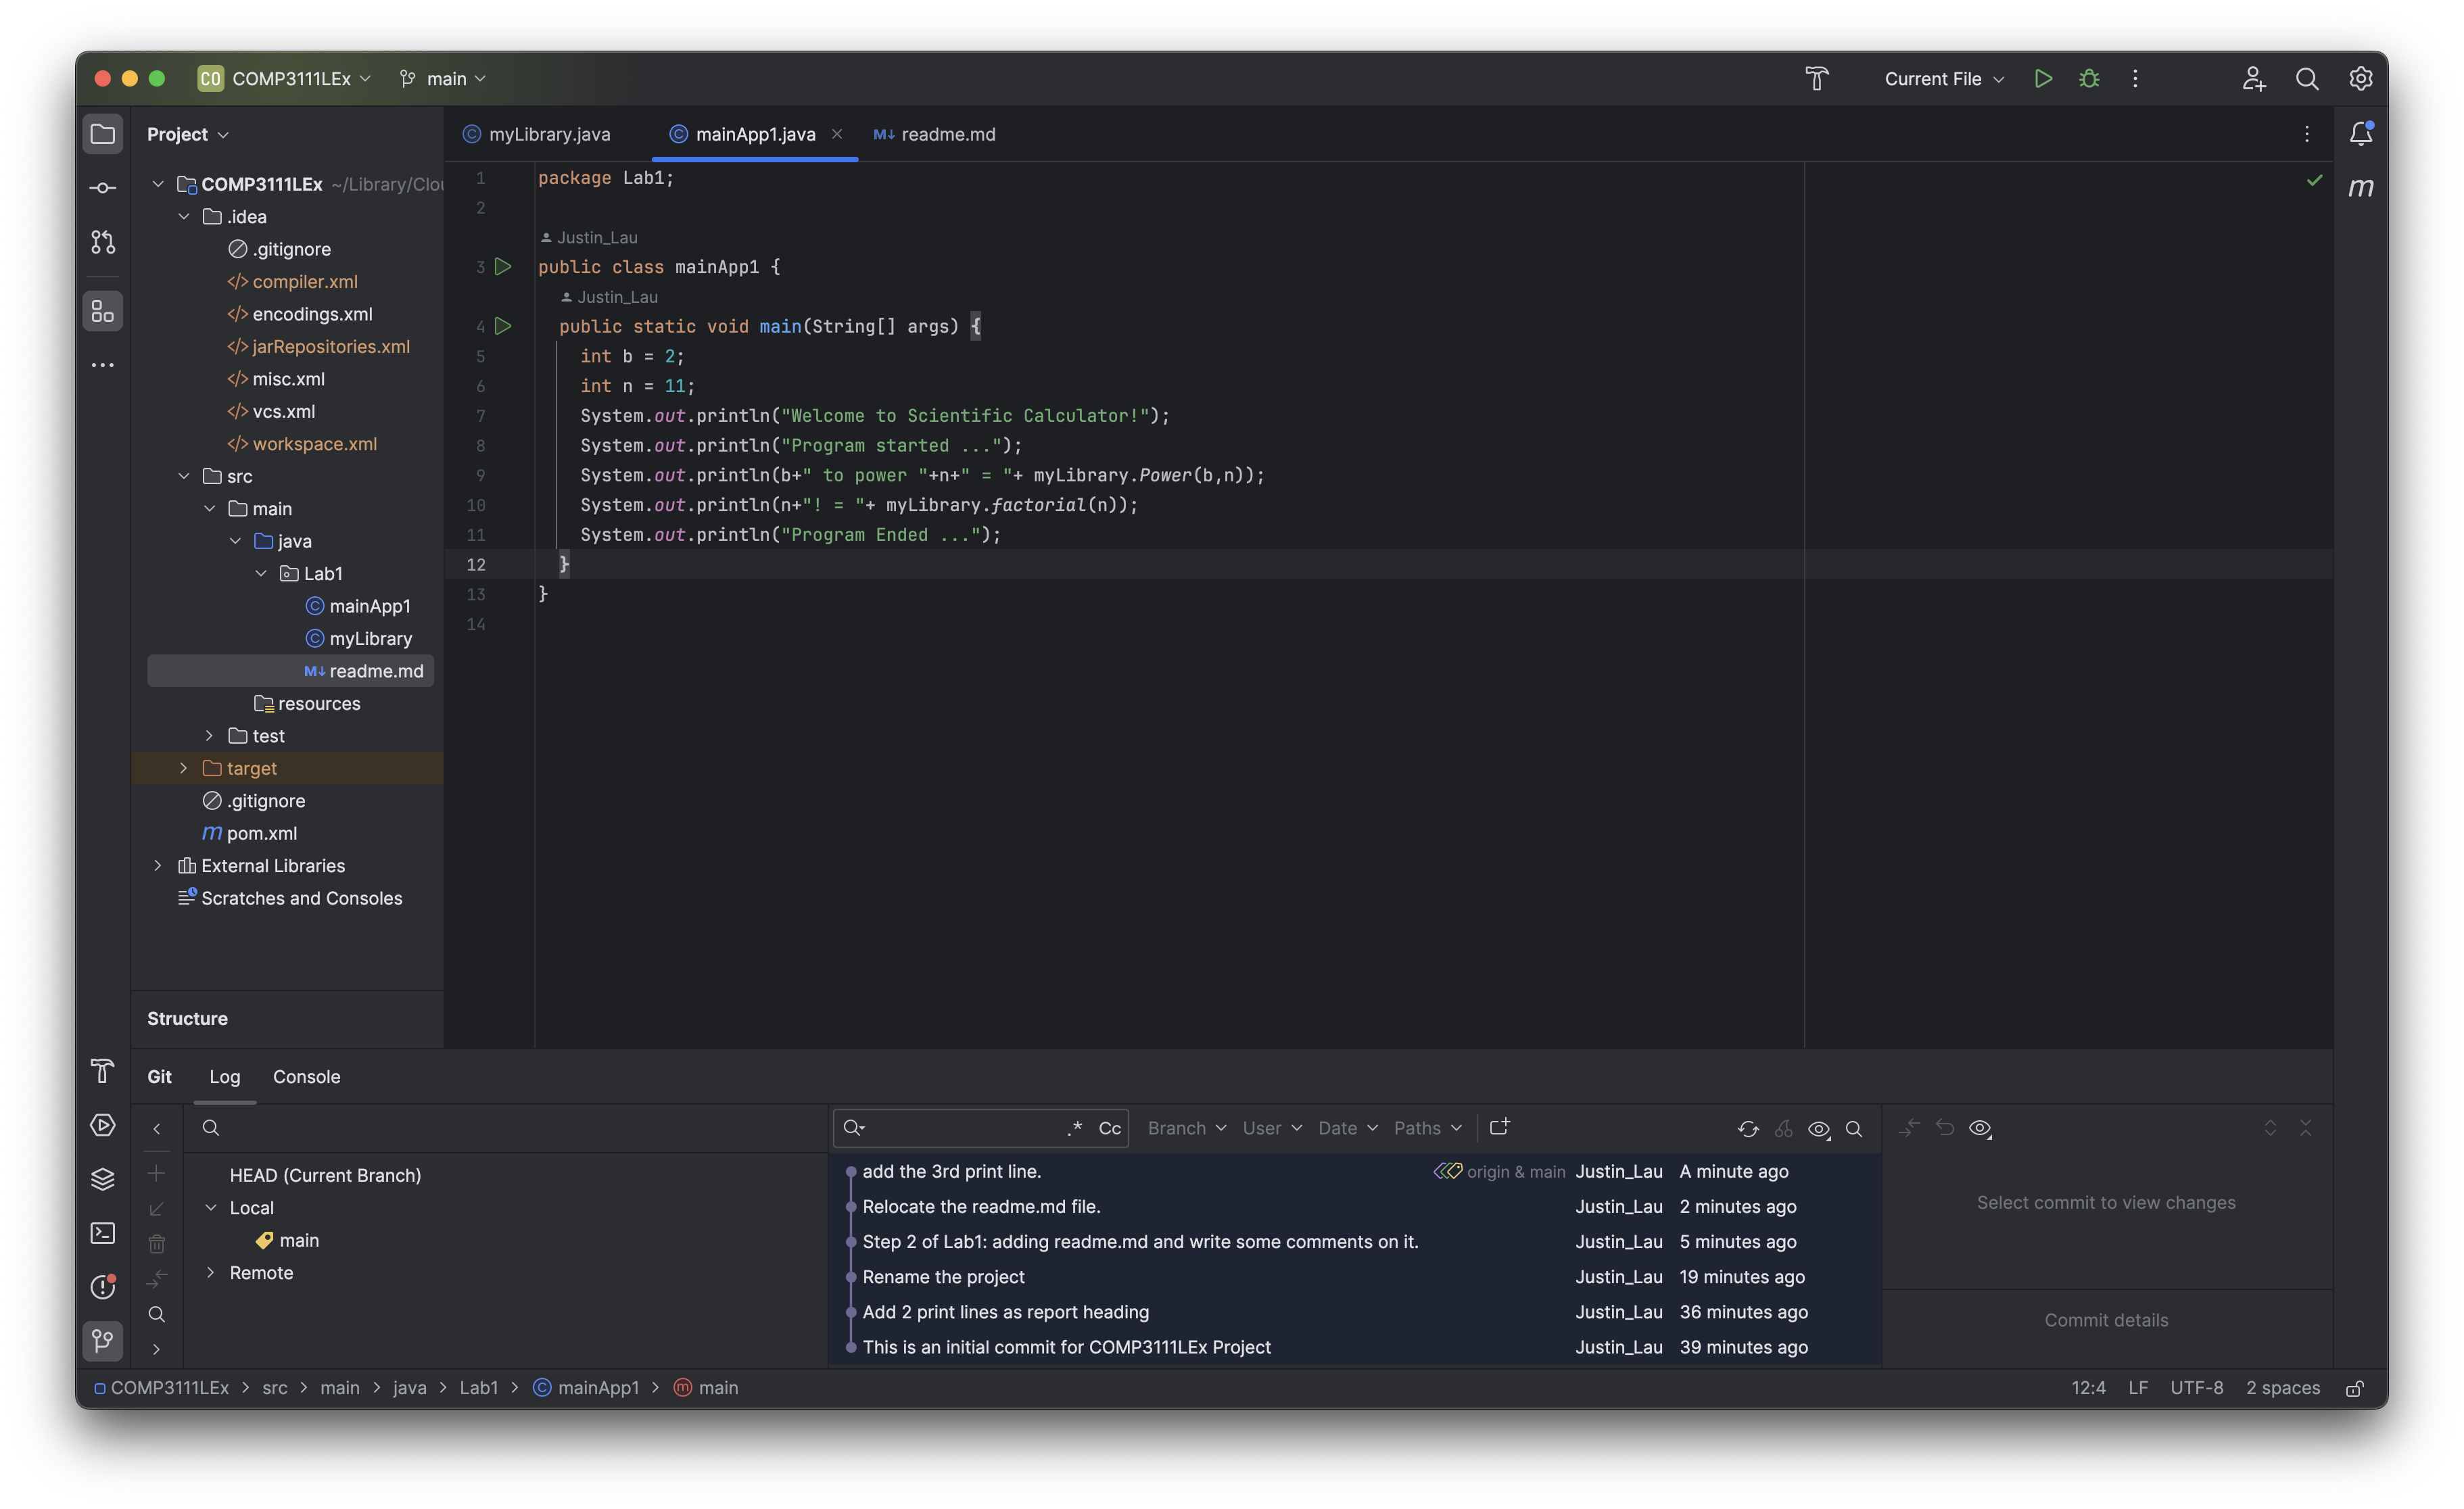 CO COMP3111LEx main Current File
Project
COMP3111LEx ~/Library/Clou
.idea
.gitignore
compiler.xml
encodings.xml
jarRepositories.xml
misc.xml
vcs.xml
workspace.xml
src
main
java
Lab1
mainApp1
myLibrary
M↓ readme.md
resources
test
target
.gitignore
m pom.xml
External Libraries
Scratches and Consoles
Structure
myLibrary.java mainApp1.java M↓ readme.md
m
1 package Lab1;
2
Justin_Lau
3 public class mainApp1 {
Justin_Lau
4 public static void main(String[] args) {
5 int b = 2;
6 int n = 11;
7 System.out.println("Welcome to Scientific Calculator!");
8 System.out.println("Program started ...");
9 System.out.println(b+" to power "+n+" = "+ myLibrary.Power(b,n));
10 System.out.println(n+"! = "+ myLibrary.factorial(n));
11 System.out.println("Program Ended ...");
12 }
13 }
14
Git Log Console
HEAD (Current Branch)
Local
main
Remote
.* Cc Branch User Date Paths
add the 3rd print line. origin & main Justin_Lau A minute ago
Relocate the readme.md file. Justin_Lau 2 minutes ago
Step 2 of Lab1: adding readme.md and write some comments on it. Justin_Lau 5 minutes ago
Rename the project Justin_Lau 19 minutes ago
Add 2 print lines as report heading Justin_Lau 36 minutes ago
This is an initial commit for COMP3111LEx Project Justin_Lau 39 minutes ago
Select commit to view changes
Commit details
COMP3111LEx > src > main > java > Lab1 > mainApp1 > main
12:4 LF UTF-8 2 spaces